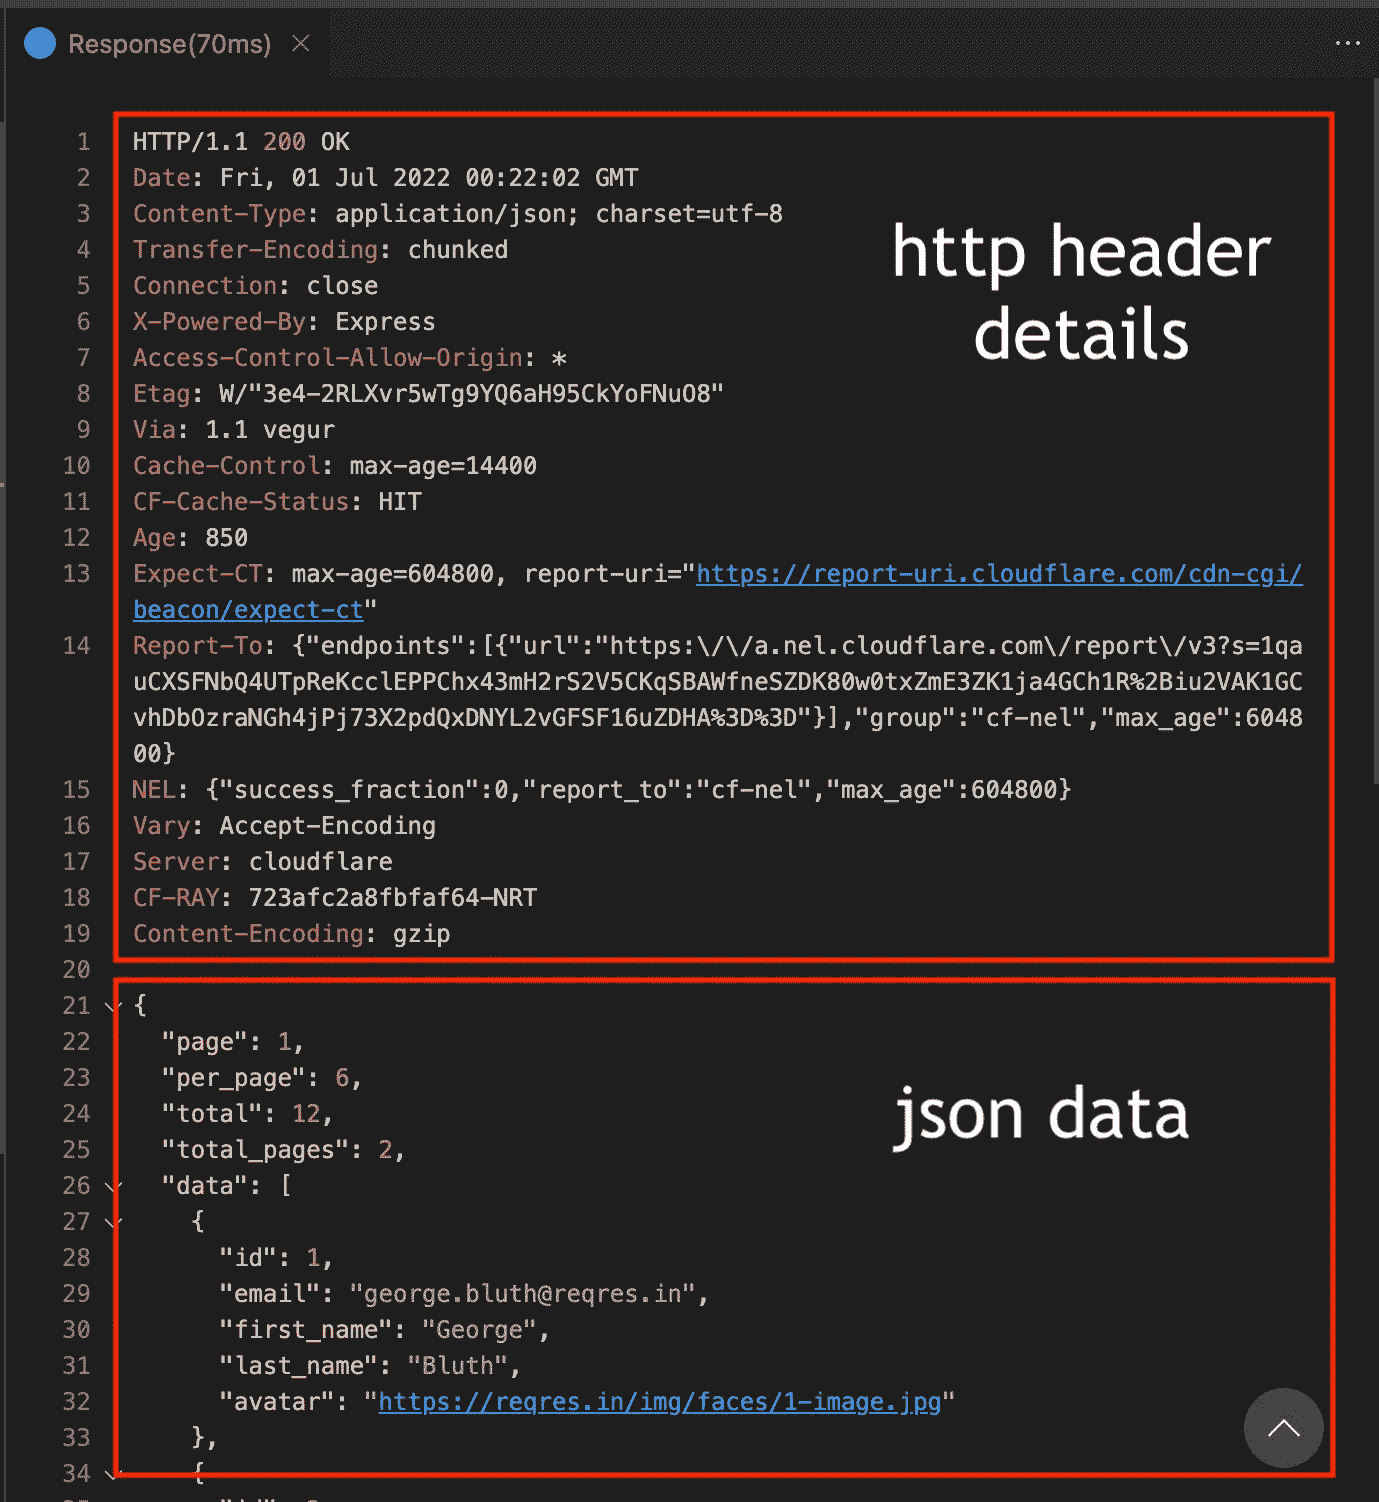 Response(70ms)
1 HTTP/1.1 200 OK
2 Date: Fri, 01 Jul 2022 00:22:02 GMT
3 Content-Type: application/json; charset=utf-8
http header
4 Transfer-Encoding: chunked
5 Connection: close
details
6 X-Powered-By: Express
7 Access-Control-Allow-Origin: *
8 Etag: W/"3e4-2RLXvr5wTg9YQ6aH95CkYoFNuO8"
9 Via: 1.1 vegur
10 Cache-Control: max-age=14400
11 CF-Cache-Status: HIT
12 Age: 850
13 Expect-CT: max-age=604800, report-uri="https://report-uri.cloudflare.com/cdn-cgi/
beacon/expect-ct"
14 Report-To: {"endpoints":[{"url":"https:\/\/a.nel.cloudflare.com\/report\/v3?s=1qa
uCXSFNbQ4UTpReKcclEPPChx43mH2rS2V5CKqSBAWfneSZDK80w0txZmE3ZK1ja4GCh1R%2Biu2VAK1GC
vhDbOzraNGh4jPj73X2pdQxDNYL2vGFSF16uZDHA%3D%3D"}],"group":"cf-nel","max_age":6048
00}
15 NEL: {"success_fraction":0,"report_to":"cf-nel","max_age":604800}
16 Vary: Accept-Encoding
17 Server: cloudflare
18 CF-RAY: 723afc2a8fbfaf64-NRT
19 Content-Encoding: gzip
20
21 {
22 "page": 1,
23 "per_page": 6,
24 "total": 12,
json data
25 "total_pages": 2,
26 "data": [
27 {
28 "id": 1,
29 "email": "george.bluth@reqres.in",
30 "first_name": "George",
31 "last_name": "Bluth",
32 "avatar": "https://reqres.in/img/faces/1-image.jpg"
33 },
34 {